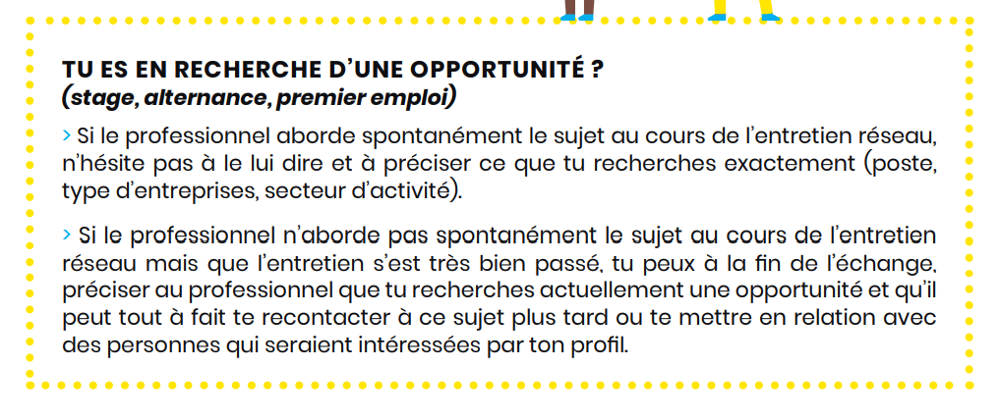 TU ES EN RECHERCHE D’UNE OPPORTUNITÉ ?
(stage, alternance, premier emploi)
> Si le professionnel aborde spontanément le sujet au cours de l’entretien réseau,
n’hésite pas à le lui dire et à préciser ce que tu recherches exactement (poste,
type d’entreprises, secteur d’activité).
> Si le professionnel n’aborde pas spontanément le sujet au cours de l’entretien
réseau mais que l’entretien s’est très bien passé, tu peux à la fin de l’échange,
préciser au professionnel que tu recherches actuellement une opportunité et qu’il
peut tout à fait te recontacter à ce sujet plus tard ou te mettre en relation avec
des personnes qui seraient intéressées par ton profil.